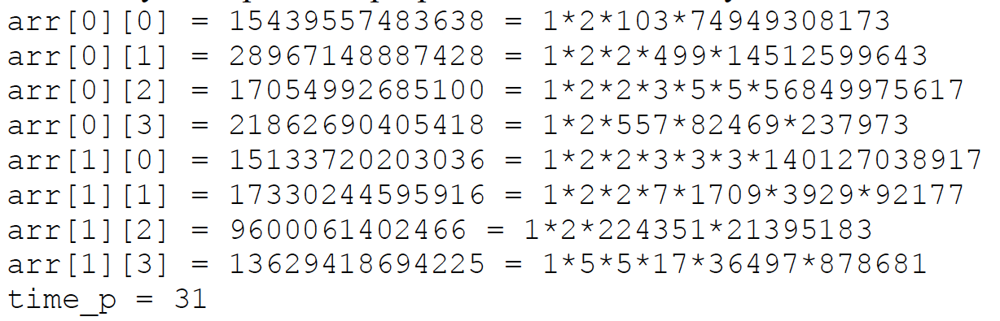 arr[0][0] = 15439557483638 = 1*2*103*74949308173
arr[0][1] = 28967148887428 = 1*2*2*499*14512599643
arr[0][2] = 17054992685100 = 1*2*2*3*5*5*56849975617
arr[0][3] = 21862690405418 = 1*2*557*82469*237973
arr[1][0] = 15133720203036 = 1*2*2*3*3*3*140127038917
arr[1][1] = 17330244595916 = 1*2*2*7*1709*3929*92177
arr[1][2] = 9600061402466 = 1*2*224351*21395183
arr[1][3] = 13629418694225 = 1*5*5*17*36497*878681
time_p = 31